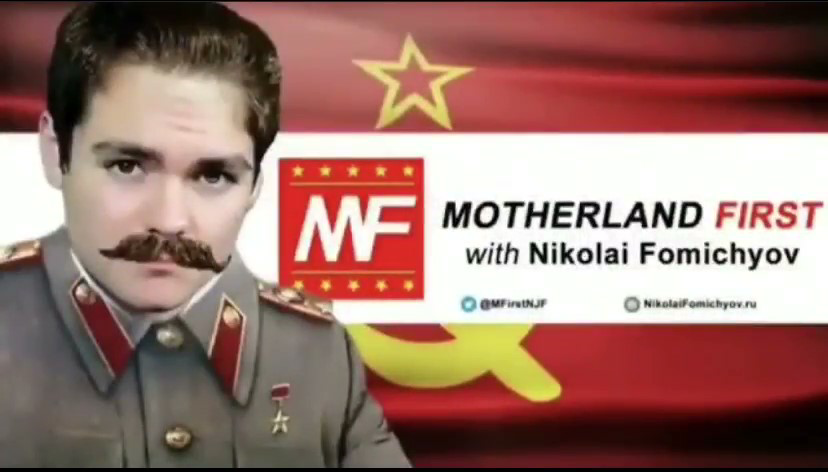 MF
MOTHERLAND FIRST
with Nikolai Fomichyov
@MFirstNJF
NikolaiFomichyov.ru